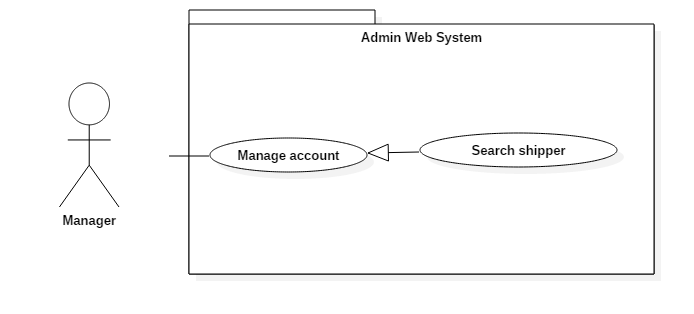 Admin Web System
Manage account
Search shipper
Manager